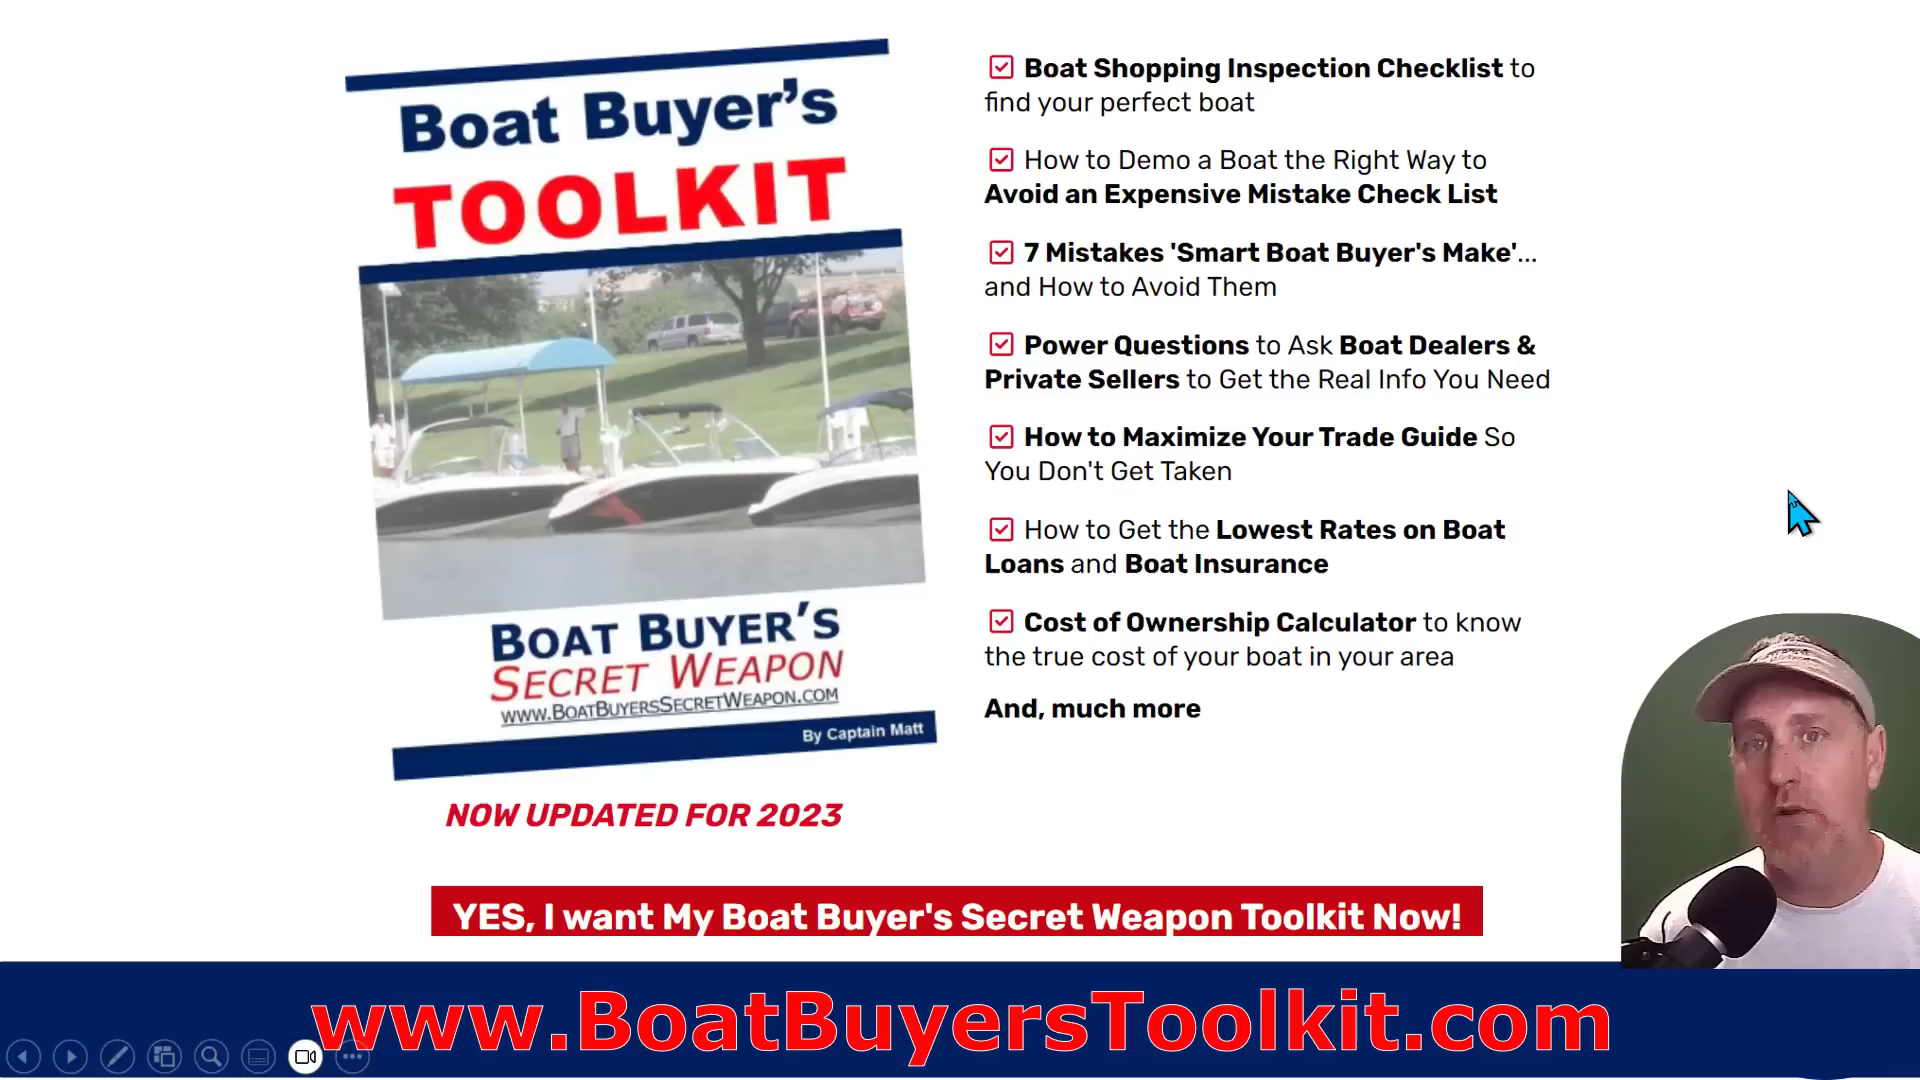 Boat Buyer's
TOOLKIT
BOAT BUYER'S
SECRET WEAPON
WWW.BOATBUYERSSECRETWEAPON.COM
By Captain Matt
NOW UPDATED FOR 2023
Boat Shopping Inspection Checklist to
find your perfect boat
How to Demo a Boat the Right Way to
Avoid an Expensive Mistake Check List
7 Mistakes 'Smart Boat Buyer's Make'...
and How to Avoid Them
Power Questions to Ask Boat Dealers &
Private Sellers to Get the Real Info You Need
How to Maximize Your Trade Guide So
You Don't Get Taken
How to Get the Lowest Rates on Boat
Loans and Boat Insurance
Cost of Ownership Calculator to know
the true cost of your boat in your area
And, much more
YES, I want My Boat Buyer's Secret Weapon Toolkit Now!
www.BoatBuyersToolkit.com